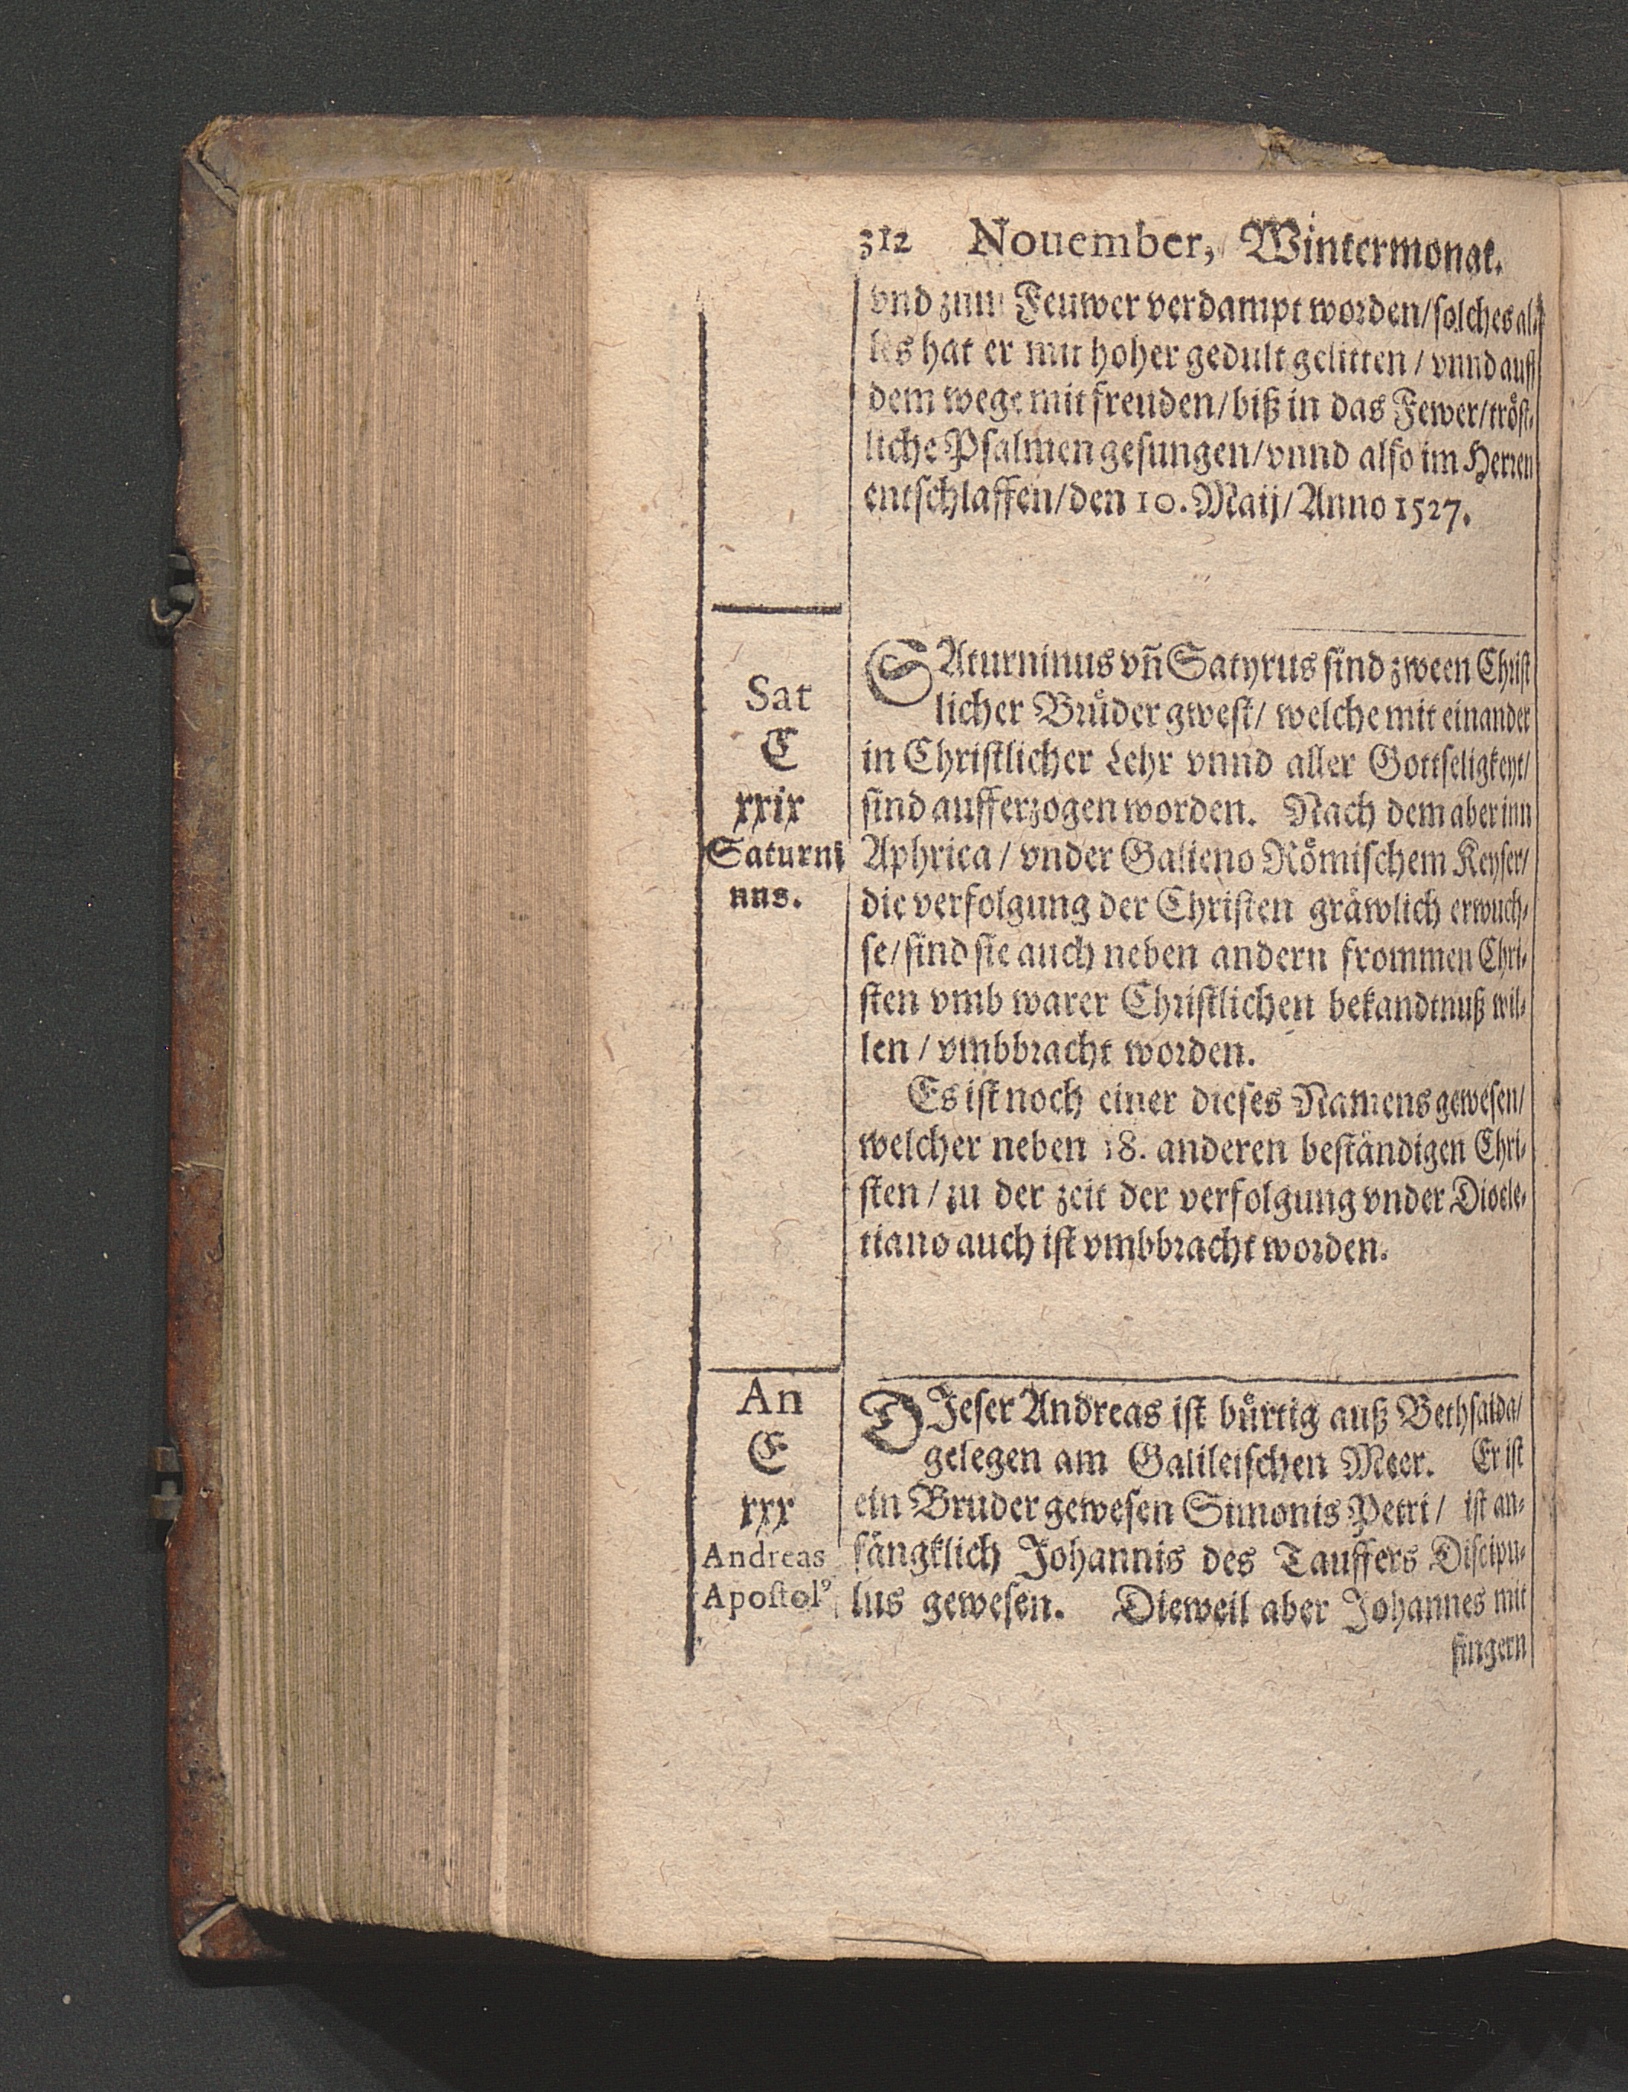 312 Nouember, Wintermonat.
vnd zum Feuwer verdampt worden/ solches al-
les hat er mit hoher gedult gelitten / vnnd auff
dem wege mit freuden/ biß in das Fewer/ tröst-
liche Psalmen gesungen/ vnnd also im Herren
entschlaffen/ den 10. Maij/ Anno 1527.
Sat
E
xxix
Saturni
nus.
SAturninus vn̄ Satyrus sind zween Christ
licher Brůder gwest/ welche mit einander
in Christlicher Lehr vnnd aller Gottseligkeyt/
sind aufferzogen worden. Nach dem aber inn
Aphrica / vnder Galieno Römischem Keyser/
die verfolgung der Christen gräwlich erwuch-
se/ sind sie auch neben andern frommen Chri-
sten vmb warer Christlichen bekandtnuß wil-
len / vmbbracht worden.
Es ist noch einer dieses Namens gewesen/
welcher neben 18. anderen beständigen Chri-
sten / zu der zeit der verfolgung vnder Diocle-
tiano auch ist vmbbracht worden.
An
E
xxx
Andreas
Apostolꝰ
DIeser Andreas ist bürtig auß Bethsaida/
gelegen am Galileischen Meer. Er ist
ein Bruder gewesen Simonis Petri / ist an-
fängklich Johannis des Tauffers Discipu-
lus gewesen. Dieweil aber Johannes mit
fingern